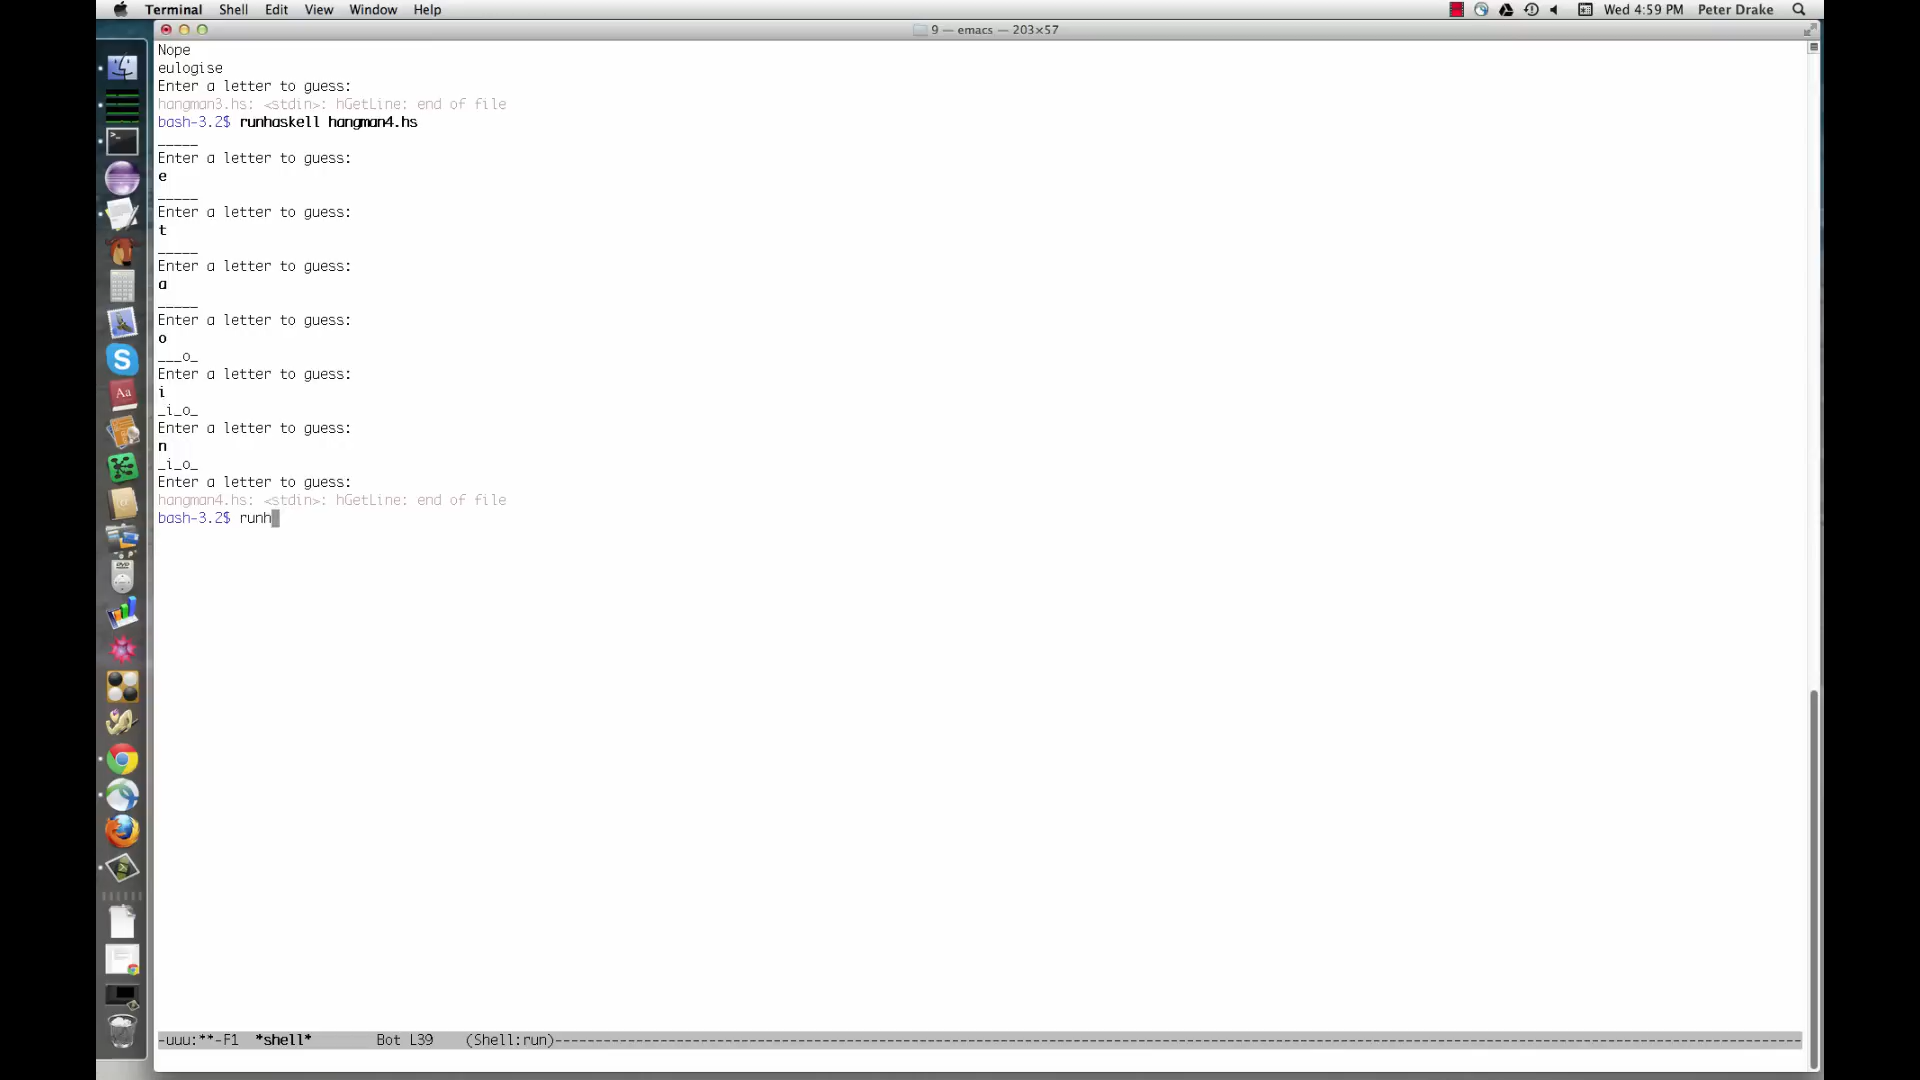 Terminal Shell Edit View Window Help Wed 4:59 PM Peter Drake
9 — emacs — 203×57
Nope
eulogise
Enter a letter to guess:
hangman3.hs: <stdin>: hGetLine: end of file
bash-3.2$ runhaskell hangman4.hs
_____
Enter a letter to guess:
e
_____
Enter a letter to guess:
t
_____
Enter a letter to guess:
a
_____
Enter a letter to guess:
o
___o_
Enter a letter to guess:
i
_i_o_
Enter a letter to guess:
n
_i_o_
Enter a letter to guess:
hangman4.hs: <stdin>: hGetLine: end of file
bash-3.2$ runh
-uuu:**-F1 *shell* Bot L39 (Shell:run)----------------------------------------------------------------------------------------------------------------------------------------------------------